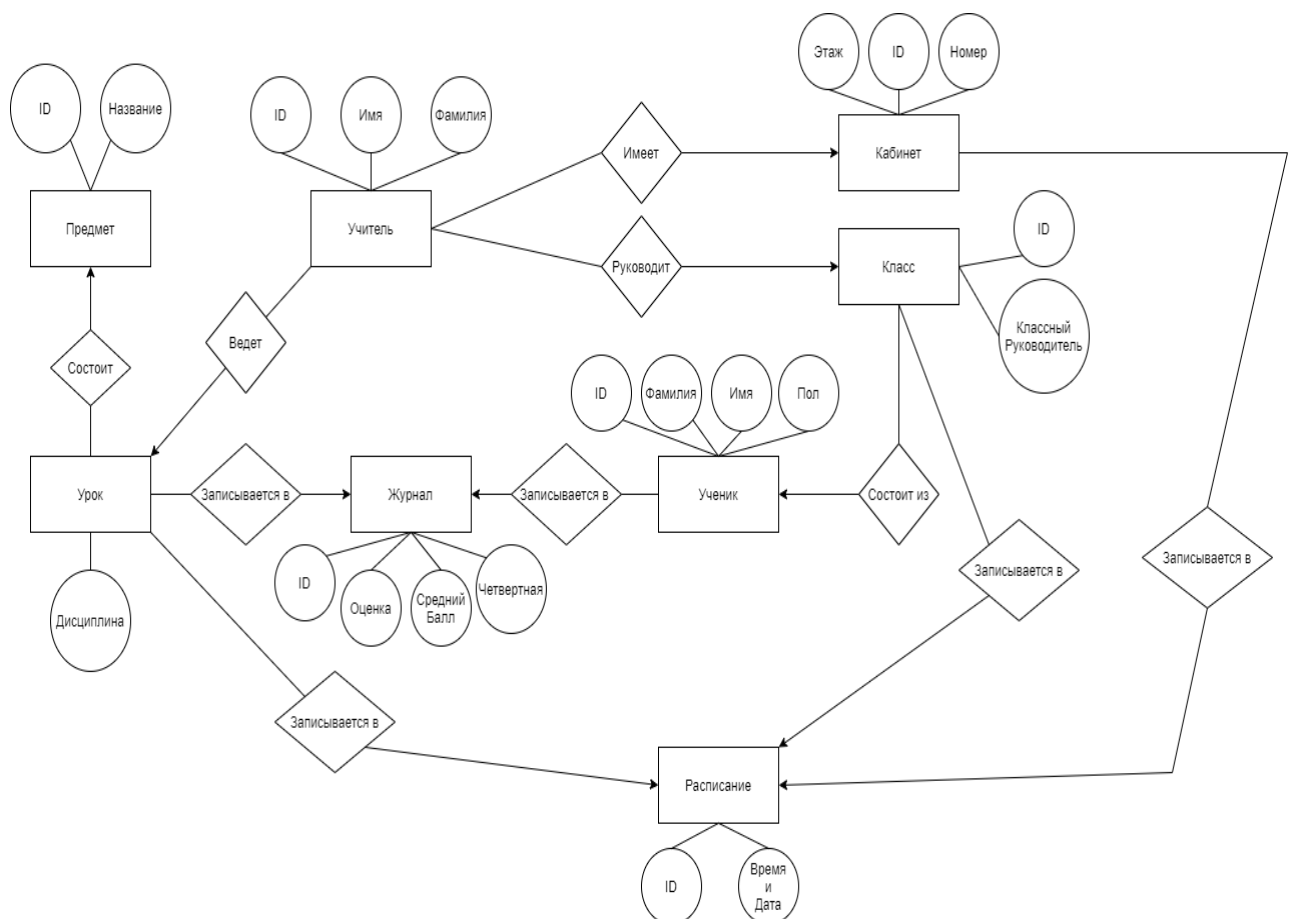 Этаж
ID
Номер
ID
Название
ID
Имя
Фамилия
Имеет
Кабинет
Предмет
Учитель
ID
Руководит
Класс
Классный
Руководитель
Ведет
Состоит
ID
Фамилия
Имя
Пол
Урок
Записывается в
Журнал
Записывается в
Ученик
Состоит из
Записывается в
Записывается в
ID
Оценка
Средний
Балл
Четвертная
Дисциплина
Записывается в
Расписание
ID
Время
и
Дата